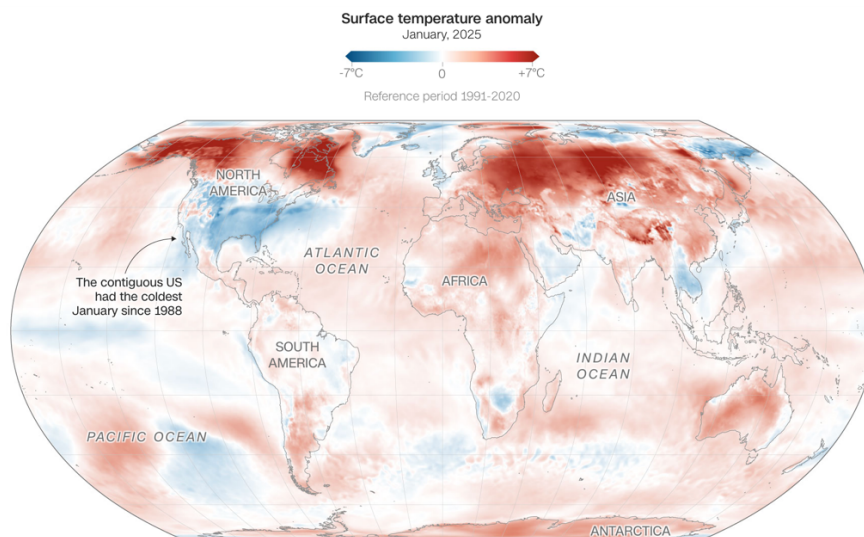 Surface temperature anomaly
January, 2025
-7°C 0 +7°C
Reference period 1991-2020
NORTH
AMERICA
ASIA
ATLANTIC
OCEAN
The contiguous US
had the coldest
January since 1988
AFRICA
SOUTH
AMERICA
INDIAN
OCEAN
PACIFIC OCEAN
ANTARCTICA